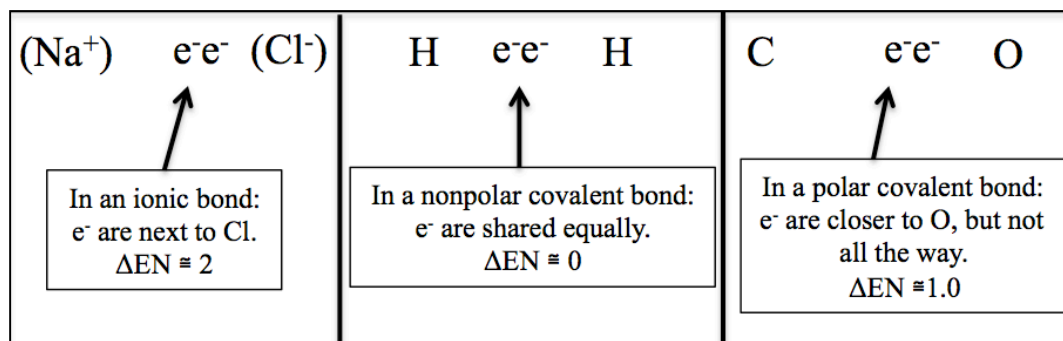 (Na⁺) e⁻e⁻ (Cl⁻)
In an ionic bond:
e⁻ are next to Cl.
ΔEN ≅ 2
H e⁻e⁻ H
In a nonpolar covalent bond:
e⁻ are shared equally.
ΔEN ≅ 0
C e⁻e⁻ O
In a polar covalent bond:
e⁻ are closer to O, but not
all the way.
ΔEN ≅1.0